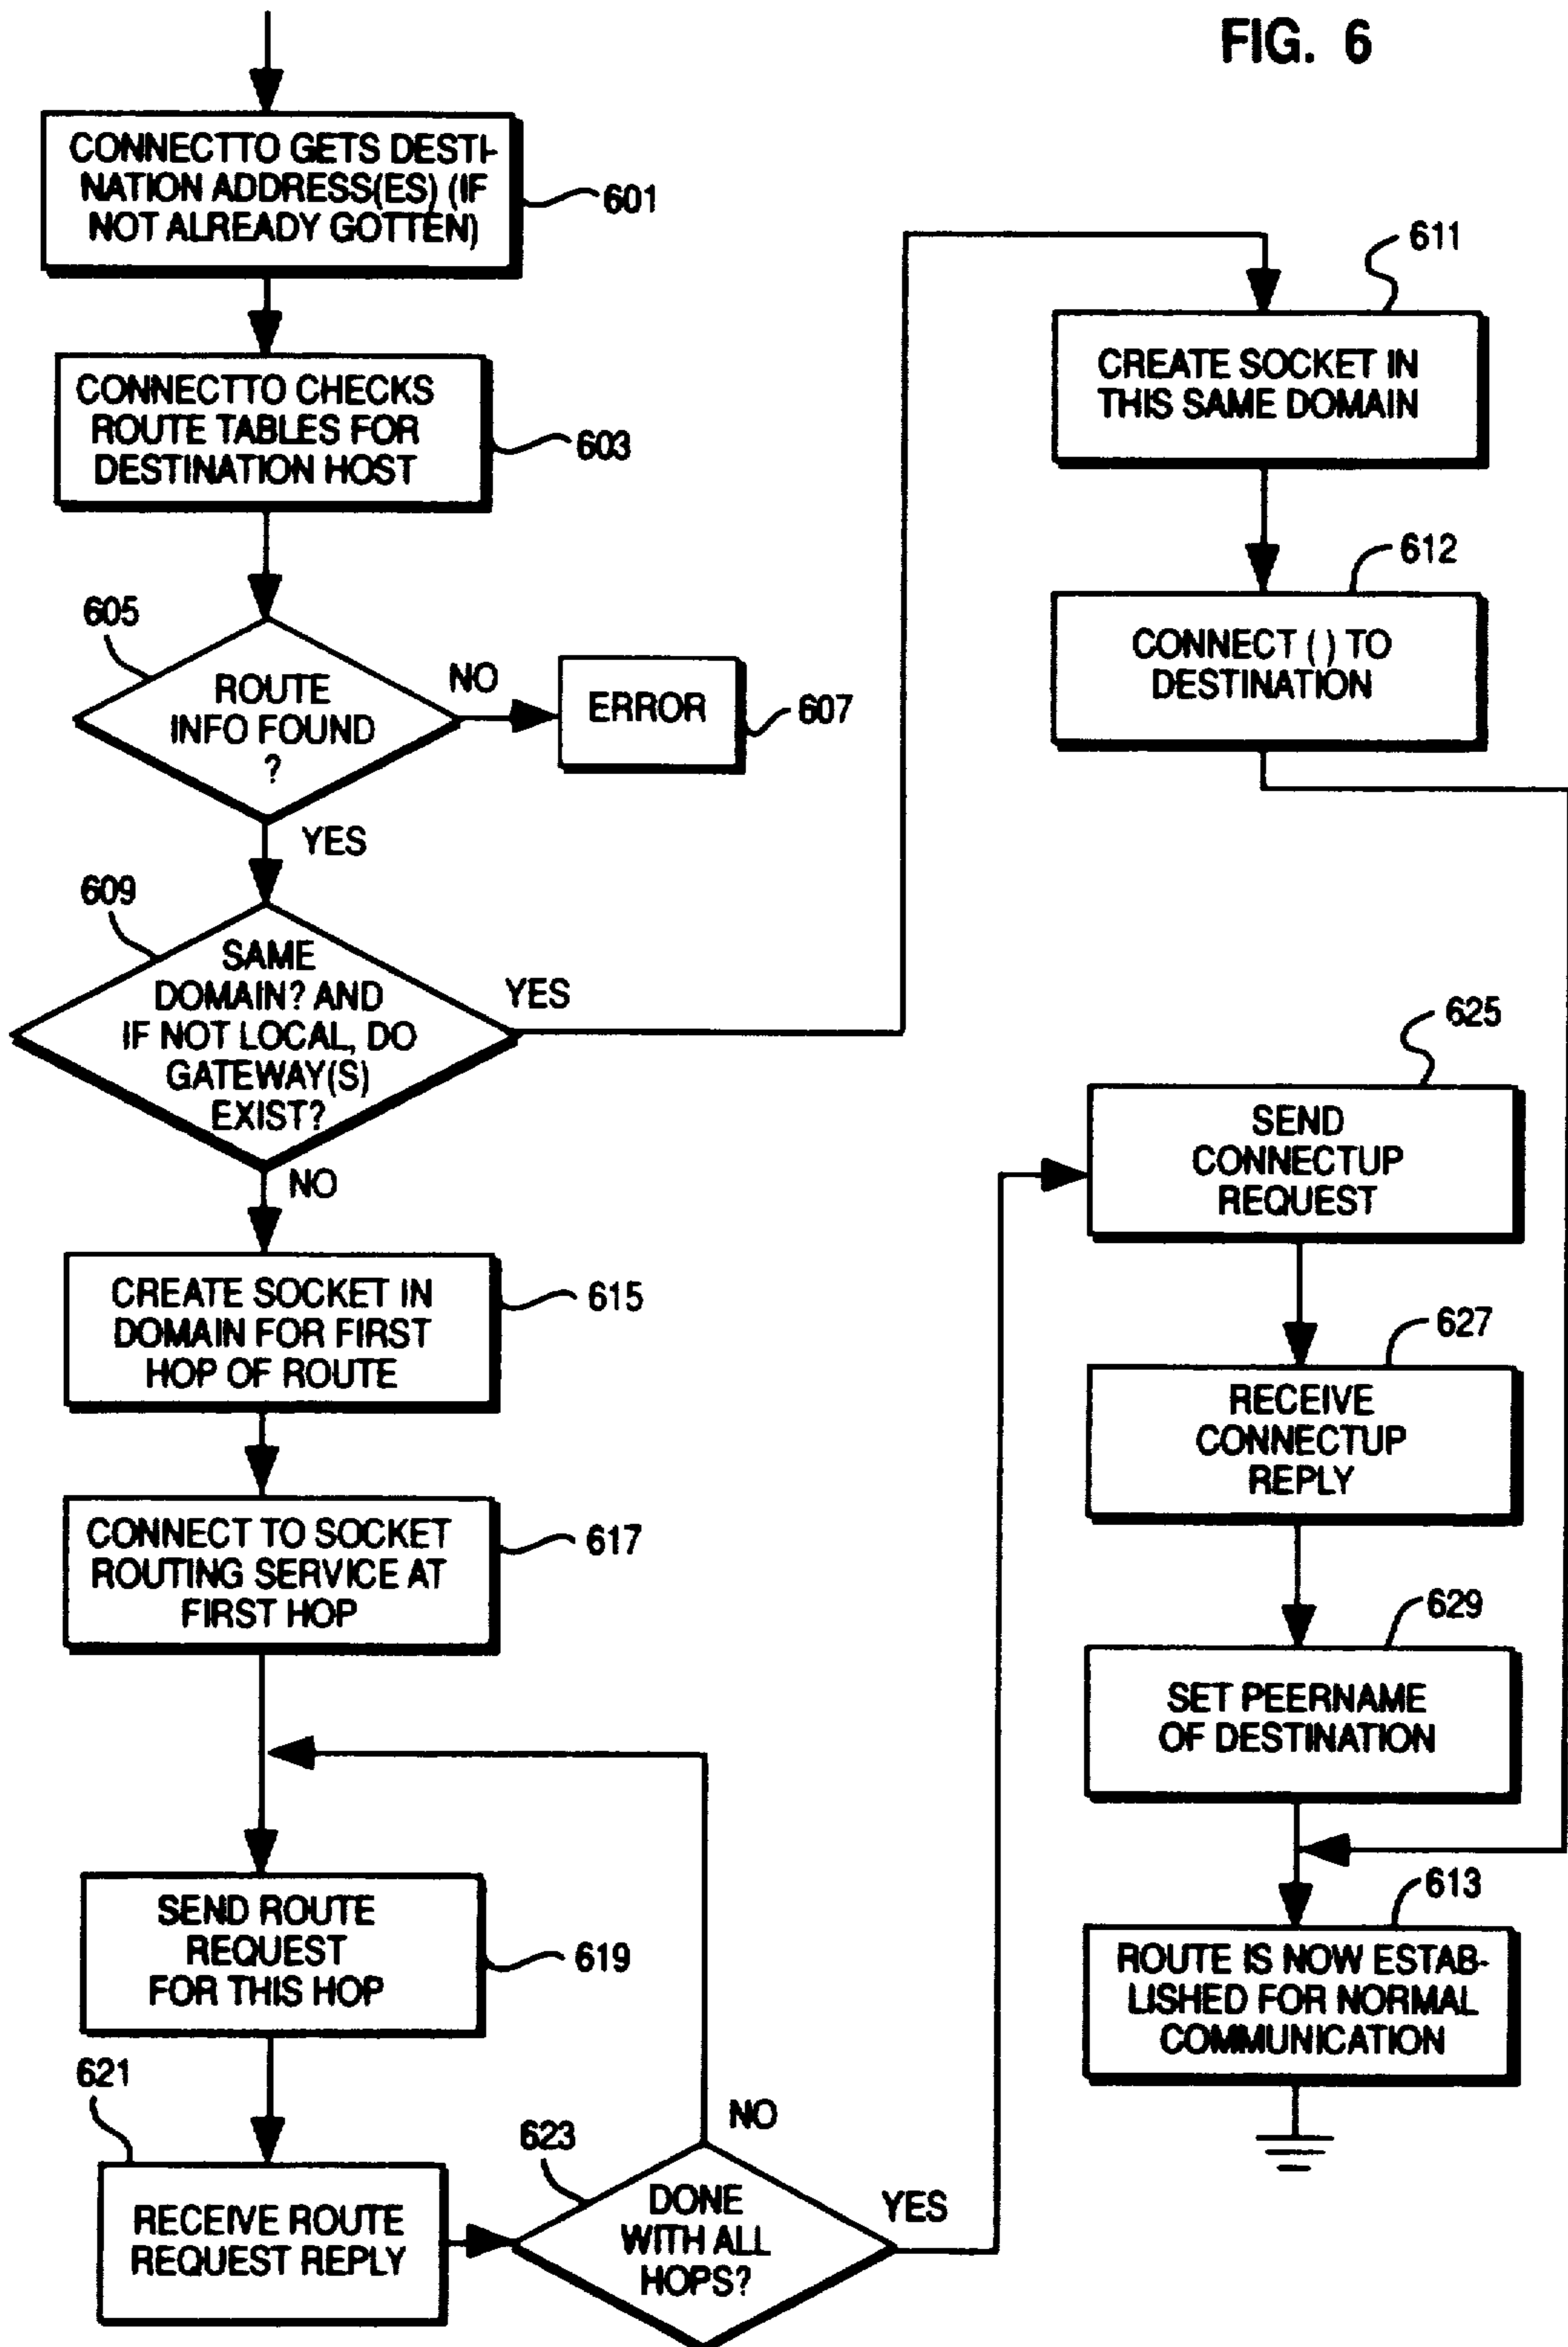 FIG. 6
CONNECTTO GETS DESTI-
NATION ADDRESS(ES) (IF
NOT ALREADY GOTTEN)
601
CONNECTTO CHECKS
ROUTE TABLES FOR
DESTINATION HOST
603
605
ROUTE
INFO FOUND
?
NO
ERROR
607
YES
609
SAME
DOMAIN? AND
IF NOT LOCAL, DO
GATEWAY(S)
EXIST?
YES
NO
611
CREATE SOCKET IN
THIS SAME DOMAIN
612
CONNECT ( ) TO
DESTINATION
CREATE SOCKET IN
DOMAIN FOR FIRST
HOP OF ROUTE
615
CONNECT TO SOCKET
ROUTING SERVICE AT
FIRST HOP
617
SEND ROUTE
REQUEST
FOR THIS HOP
619
621
RECEIVE ROUTE
REQUEST REPLY
623
DONE
WITH ALL
HOPS?
NO
YES
625
SEND
CONNECTUP
REQUEST
627
RECEIVE
CONNECTUP
REPLY
629
SET PEERNAME
OF DESTINATION
613
ROUTE IS NOW ESTAB-
LISHED FOR NORMAL
COMMUNICATION